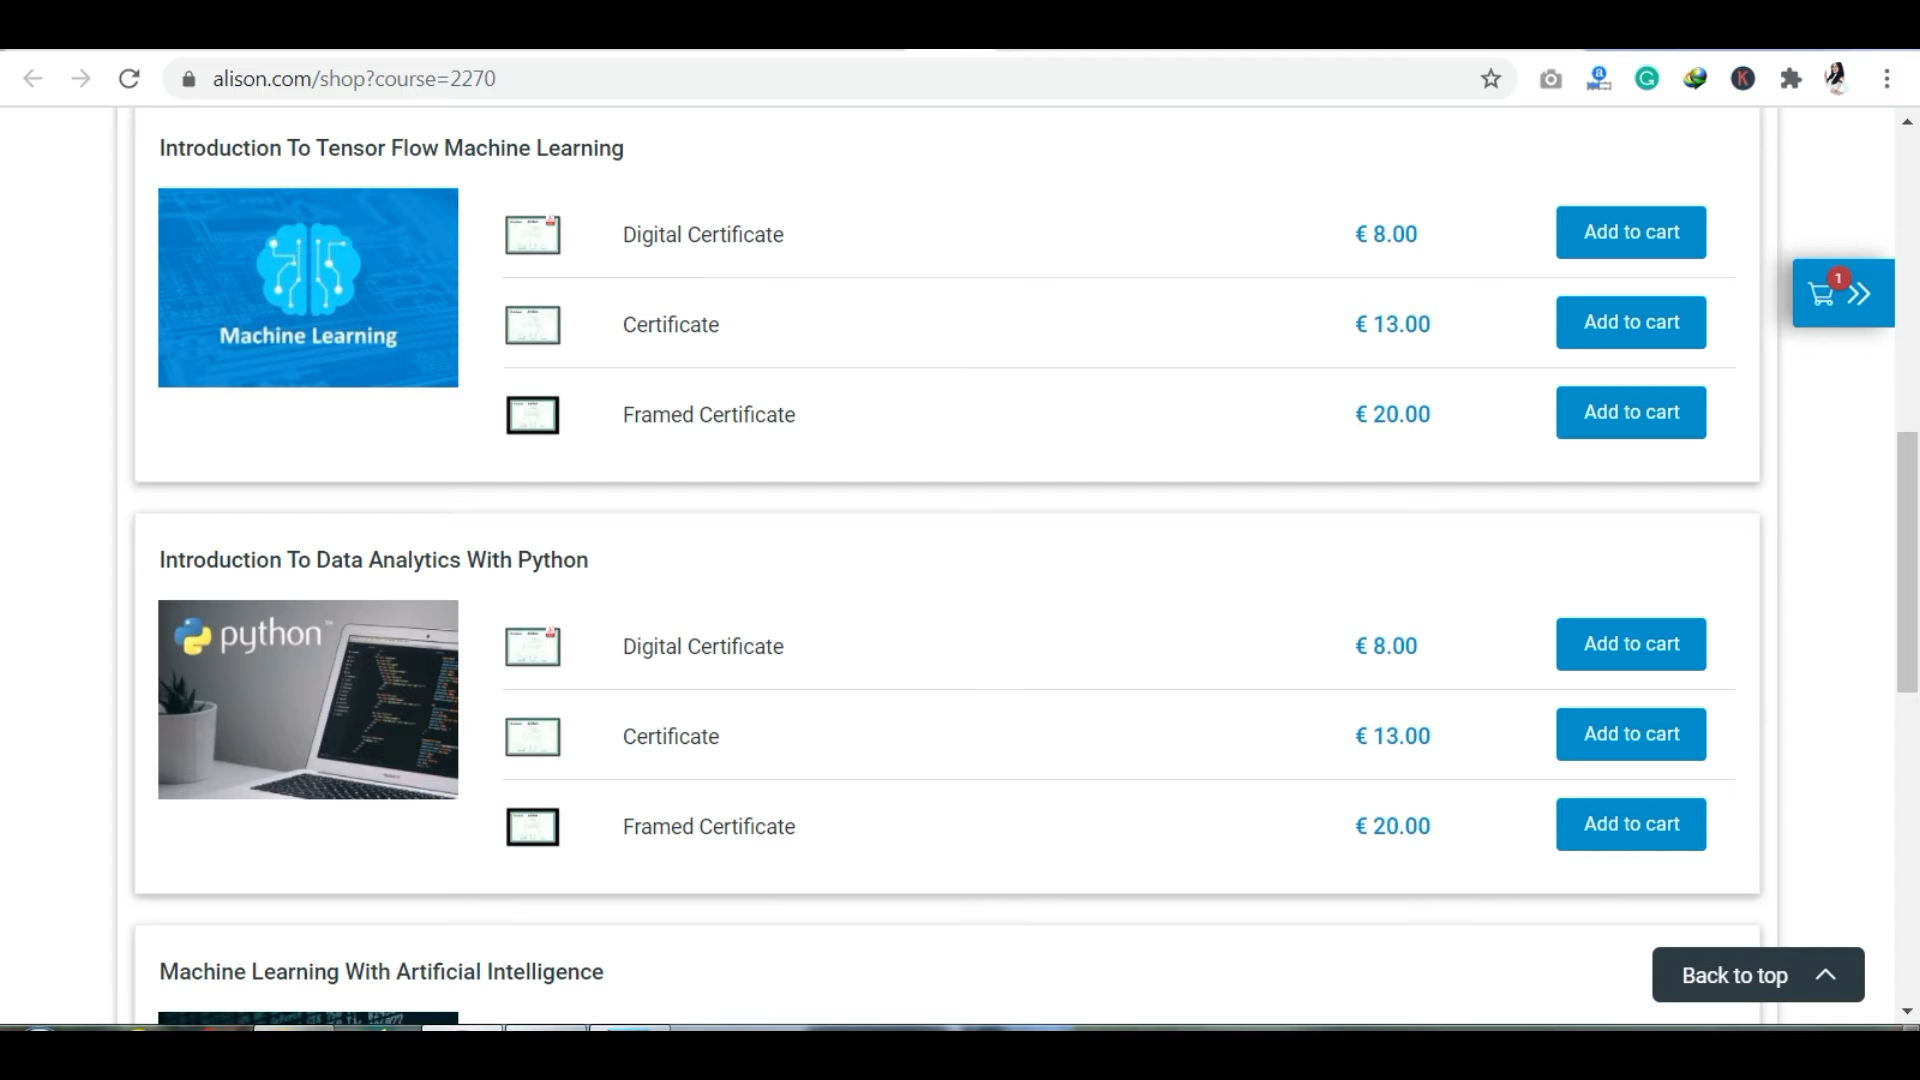 alison.com/shop?course=2270
Introduction To Tensor Flow Machine Learning
Machine Learning
Digital Certificate € 8.00 Add to cart
1
Certificate € 13.00 Add to cart
Framed Certificate € 20.00 Add to cart
Introduction To Data Analytics With Python
python™
Digital Certificate € 8.00 Add to cart
Certificate € 13.00 Add to cart
Framed Certificate € 20.00 Add to cart
Machine Learning With Artificial Intelligence
Back to top